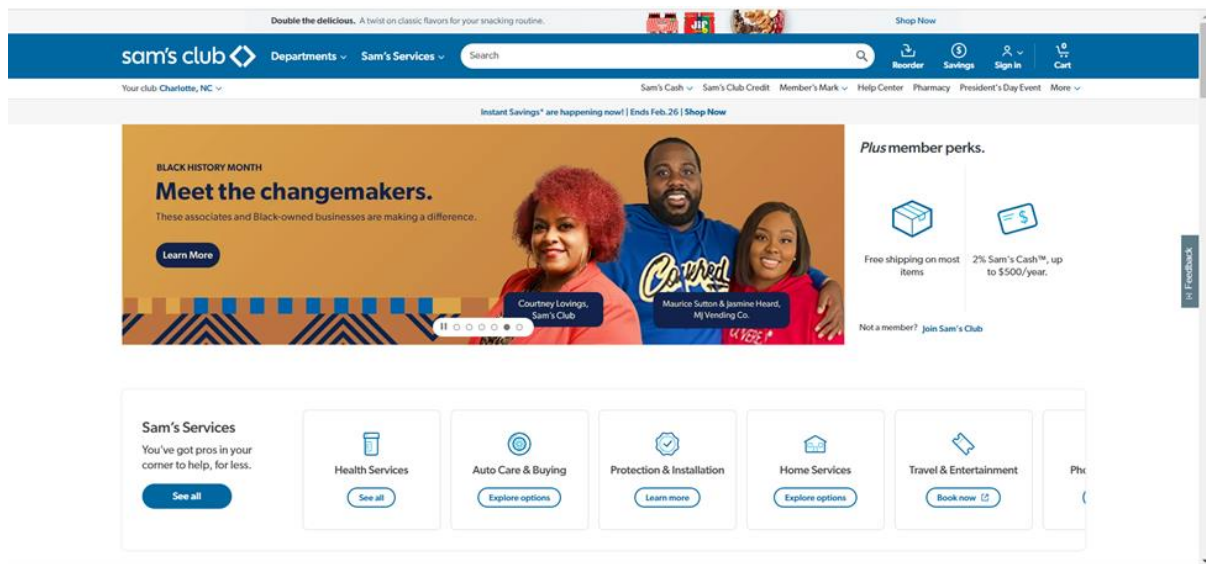 Double the delicious. A twist on classic flavors for your snacking routine.
JIF
Shop Now
sam's club
Departments
Sam's Services
Search
Reorder
$
Savings
Sign in
0
Cart
Your club Charlotte, NC
Sam's Cash
Sam's Club Credit
Member's Mark
Help Center
Pharmacy
President's Day Event
More
Instant Savings* are happening now! | Ends Feb.26 | Shop Now
BLACK HISTORY MONTH
Meet the changemakers.
These associates and Black-owned businesses are making a difference.
Learn More
Courtney Lovings,
Sam's Club
Maurice Sutton & Jasmine Heard,
MJ Vending Co.
Plus member perks.
$
Free shipping on most
items
2% Sam's Cash™, up
to $500/year.
Not a member? Join Sam's Club
Feedback
Sam's Services
You've got pros in your
corner to help, for less.
See all
Health Services
See all
Auto Care & Buying
Explore options
Protection & Installation
Learn more
Home Services
Explore options
Travel & Entertainment
Book now
Pho